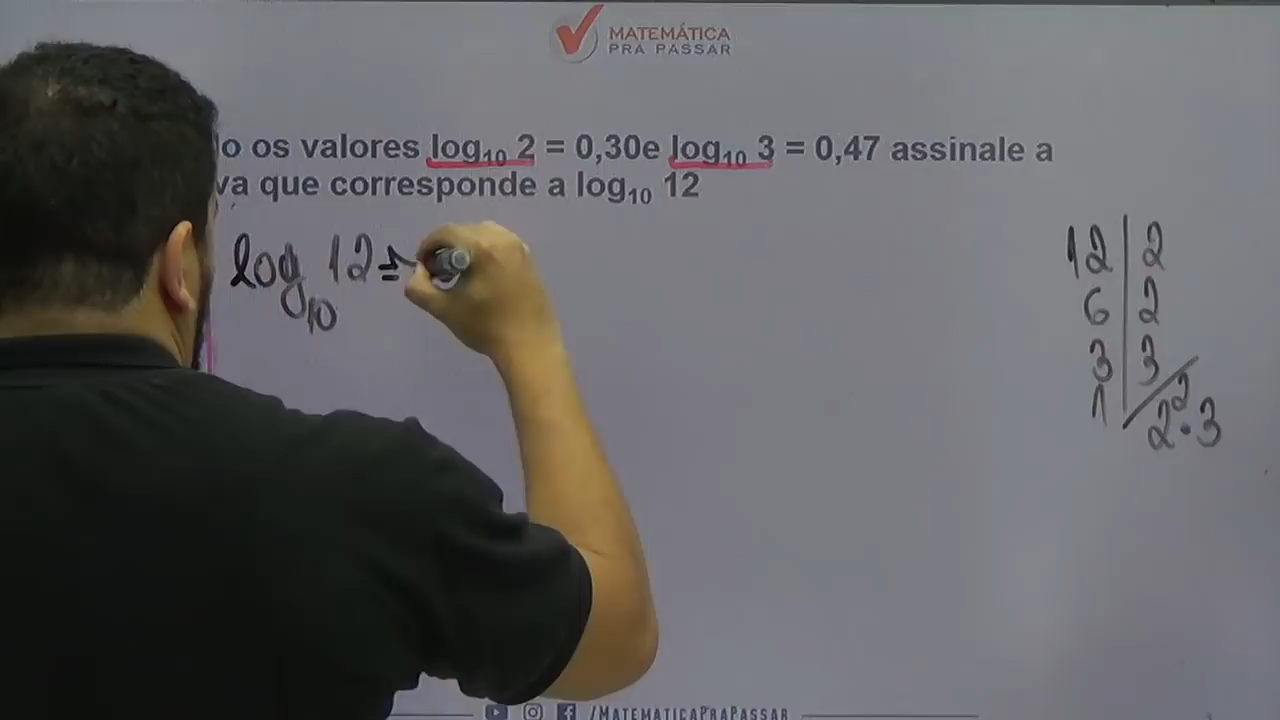 MATEMÁTICA
PRA PASSAR
o os valores log₁₀ 2 = 0,30e log₁₀ 3 = 0,47 assinale a
va que corresponde a log₁₀ 12
log₁₀ 12 =
12 | 2
6 | 2
3 | 3
1
2² · 3
/MATEMATICAPRAPASSAR